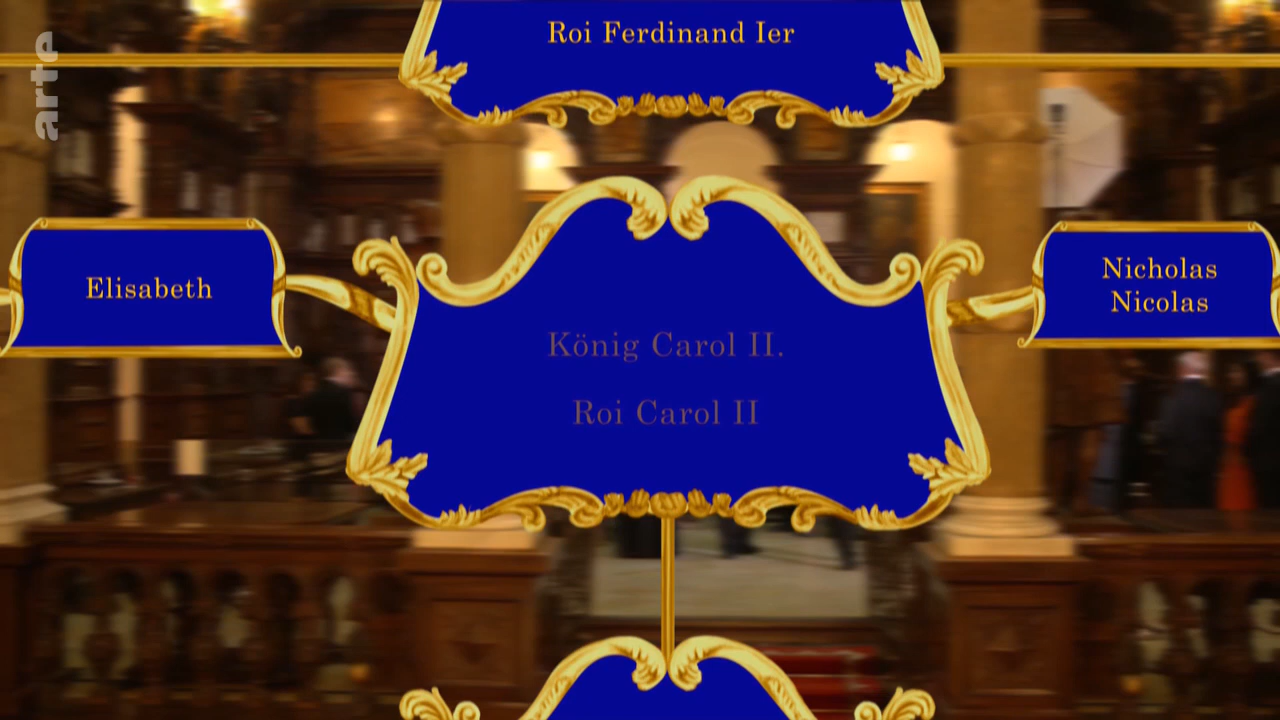 arte
Roi Ferdinand Ier
Elisabeth
König Carol II.
Roi Carol II
Nicholas
Nicolas